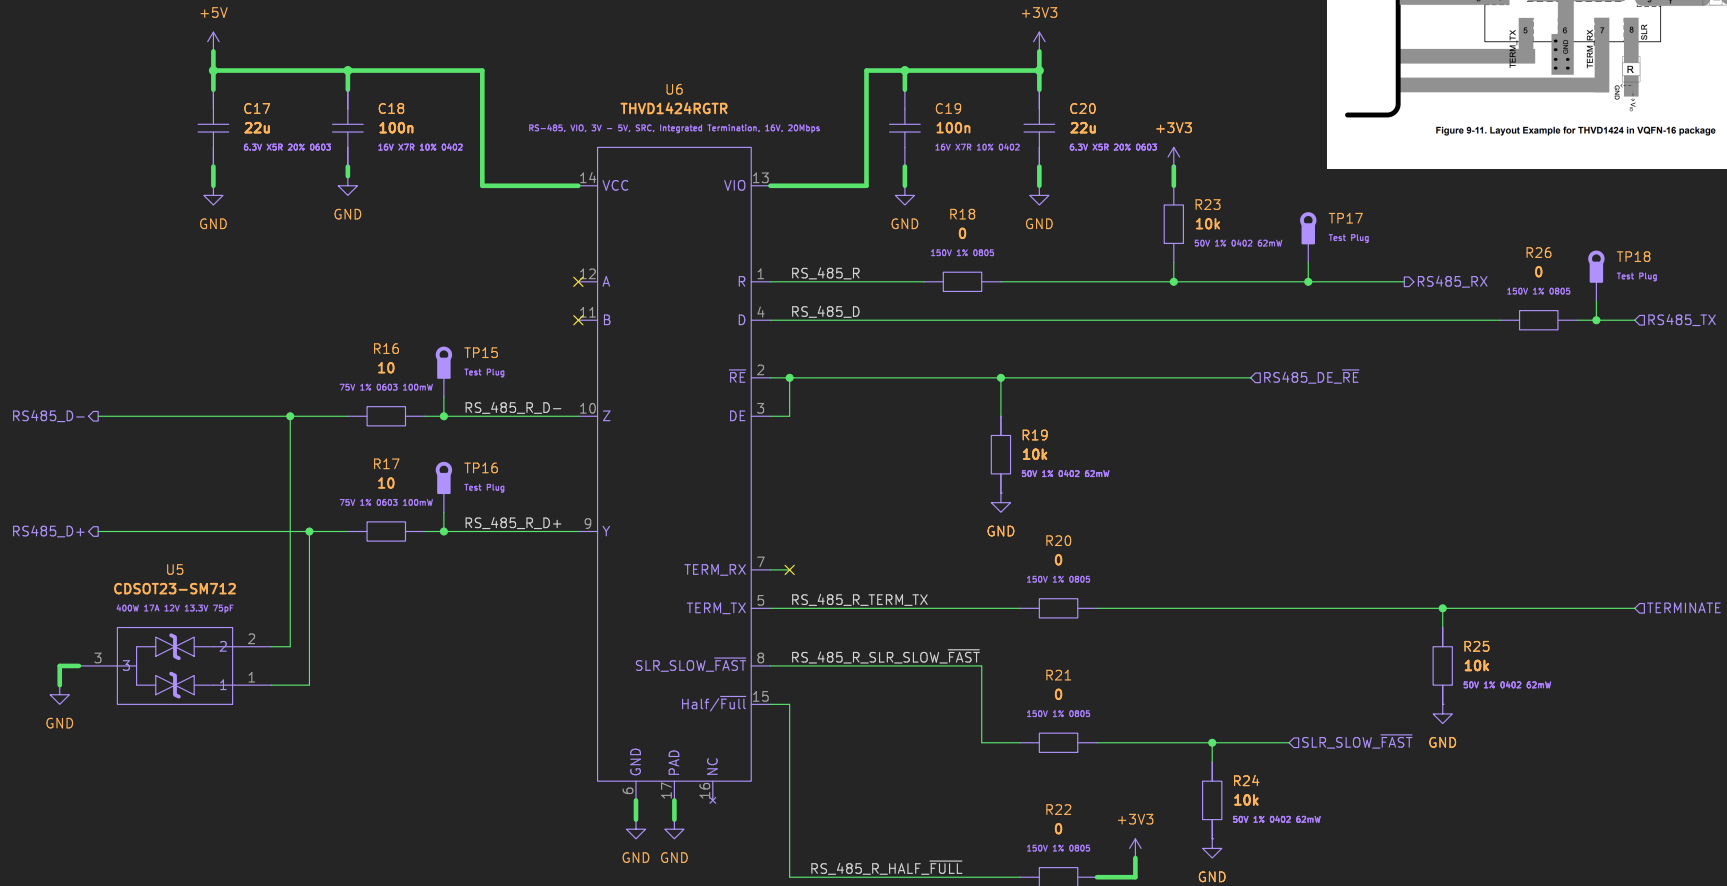 +5V
+3V3
C17
22u
6.3V X5R 20% 0603
C18
100n
16V X7R 10% 0402
GND
GND
U6
THVD1424RGTR
RS-485, VIO, 3V - 5V, SRC, Integrated Termination, 16V, 20Mbps
C19
100n
16V X7R 10% 0402
C20
22u
6.3V X5R 20% 0603
GND
GND
+3V3
R23
10k
50V 1% 0402 62mW
5
6
7
8
TERM_TX
GND
TERM_RX
SLR
R
GND
Figure 9-11. Layout Example for THVD1424 in VQFN-16 package
14
VCC
VIO
13
R18
0
150V 1% 0805
TP17
Test Plug
R26
0
150V 1% 0805
TP18
Test Plug
12
A
R
1
RS_485_R
RS485_RX
11
B
D
4
RS_485_D
RS485_TX
R16
10
75V 1% 0603 100mW
TP15
Test Plug
RE
2
RS485_DE_RE
RS485_D-
RS_485_R_D-
10
Z
DE
3
R19
10k
50V 1% 0402 62mW
GND
R17
10
75V 1% 0603 100mW
TP16
Test Plug
RS485_D+
RS_485_R_D+
9
Y
U5
CDSOT23-SM712
400W 17A 12V 13.3V 75pF
3
3
2
2
1
1
GND
TERM_RX
7
R20
0
150V 1% 0805
TERM_TX
5
RS_485_R_TERM_TX
TERMINATE
R25
10k
50V 1% 0402 62mW
GND
SLR_SLOW_FAST
8
RS_485_R_SLR_SLOW_FAST
R21
0
150V 1% 0805
SLR_SLOW_FAST
R24
10k
50V 1% 0402 62mW
GND
Half/Full
15
GND
PAD
NC
6
17
16
GND
GND
R22
0
150V 1% 0805
+3V3
RS_485_R_HALF_FULL